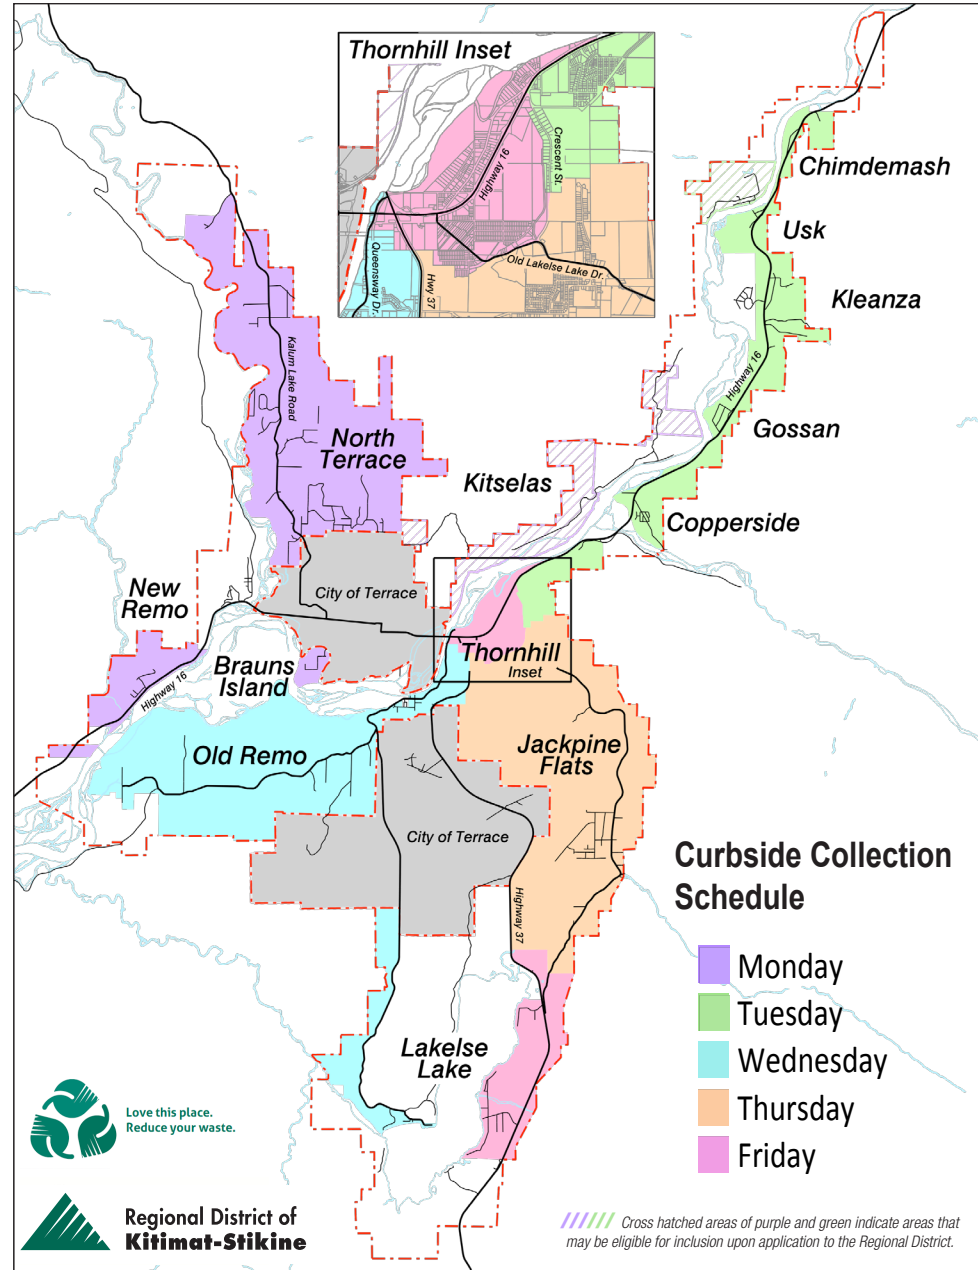 Thornhill Inset
Crescent St.
Highway 16
Old Lakelse Lake Dr.
Queensway Dr.
Hwy 37
Chimdemash
Usk
Kleanza
Highway 16
Gossan
Copperside
Kalum Lake Road
North
Terrace
Kitselas
New
Remo
City of Terrace
Brauns
Island
Highway 16
Thornhill
Inset
Old Remo
Jackpine
Flats
City of Terrace
Highway 37
Lakelse
Lake
Curbside Collection
Schedule
Monday
Tuesday
Wednesday
Thursday
Friday
Love this place.
Reduce your waste.
Regional District of
Kitimat-Stikine
Cross hatched areas of purple and green indicate areas that
may be eligible for inclusion upon application to the Regional District.